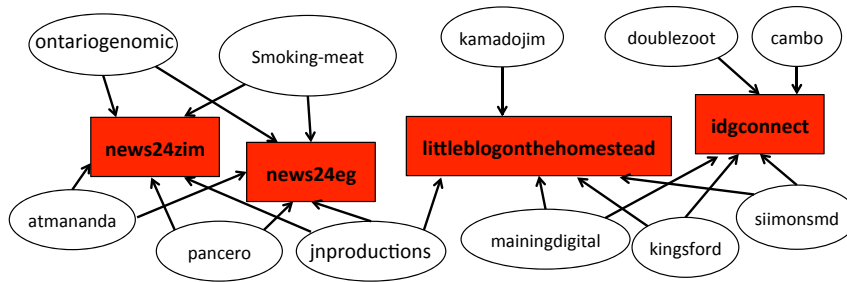 ontariogenomic
Smoking-meat
kamadojim
doublezoot
cambo
news24zim
news24eg
littleblogonthehomestead
idgconnect
atmananda
pancero
jnproductions
mainingdigital
kingsford
siimonsmd